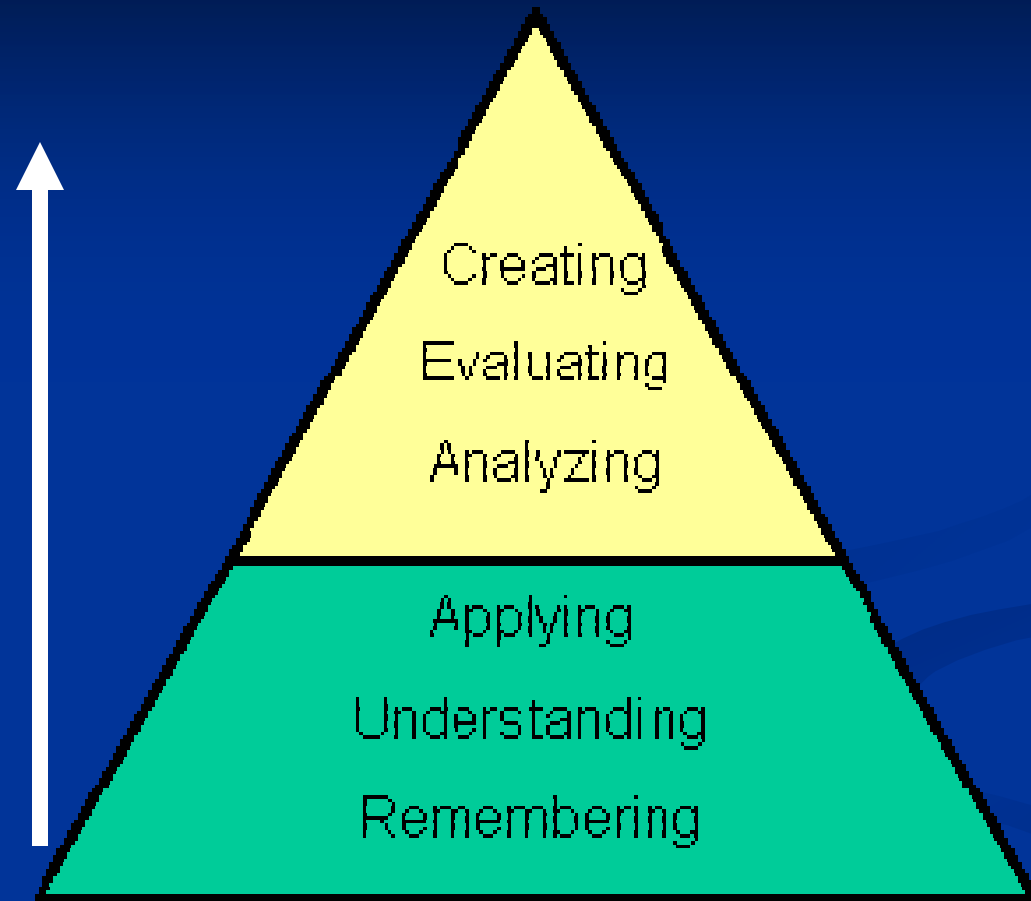 Creating
Evaluating
Analyzing
Applying
Understanding
Remembering